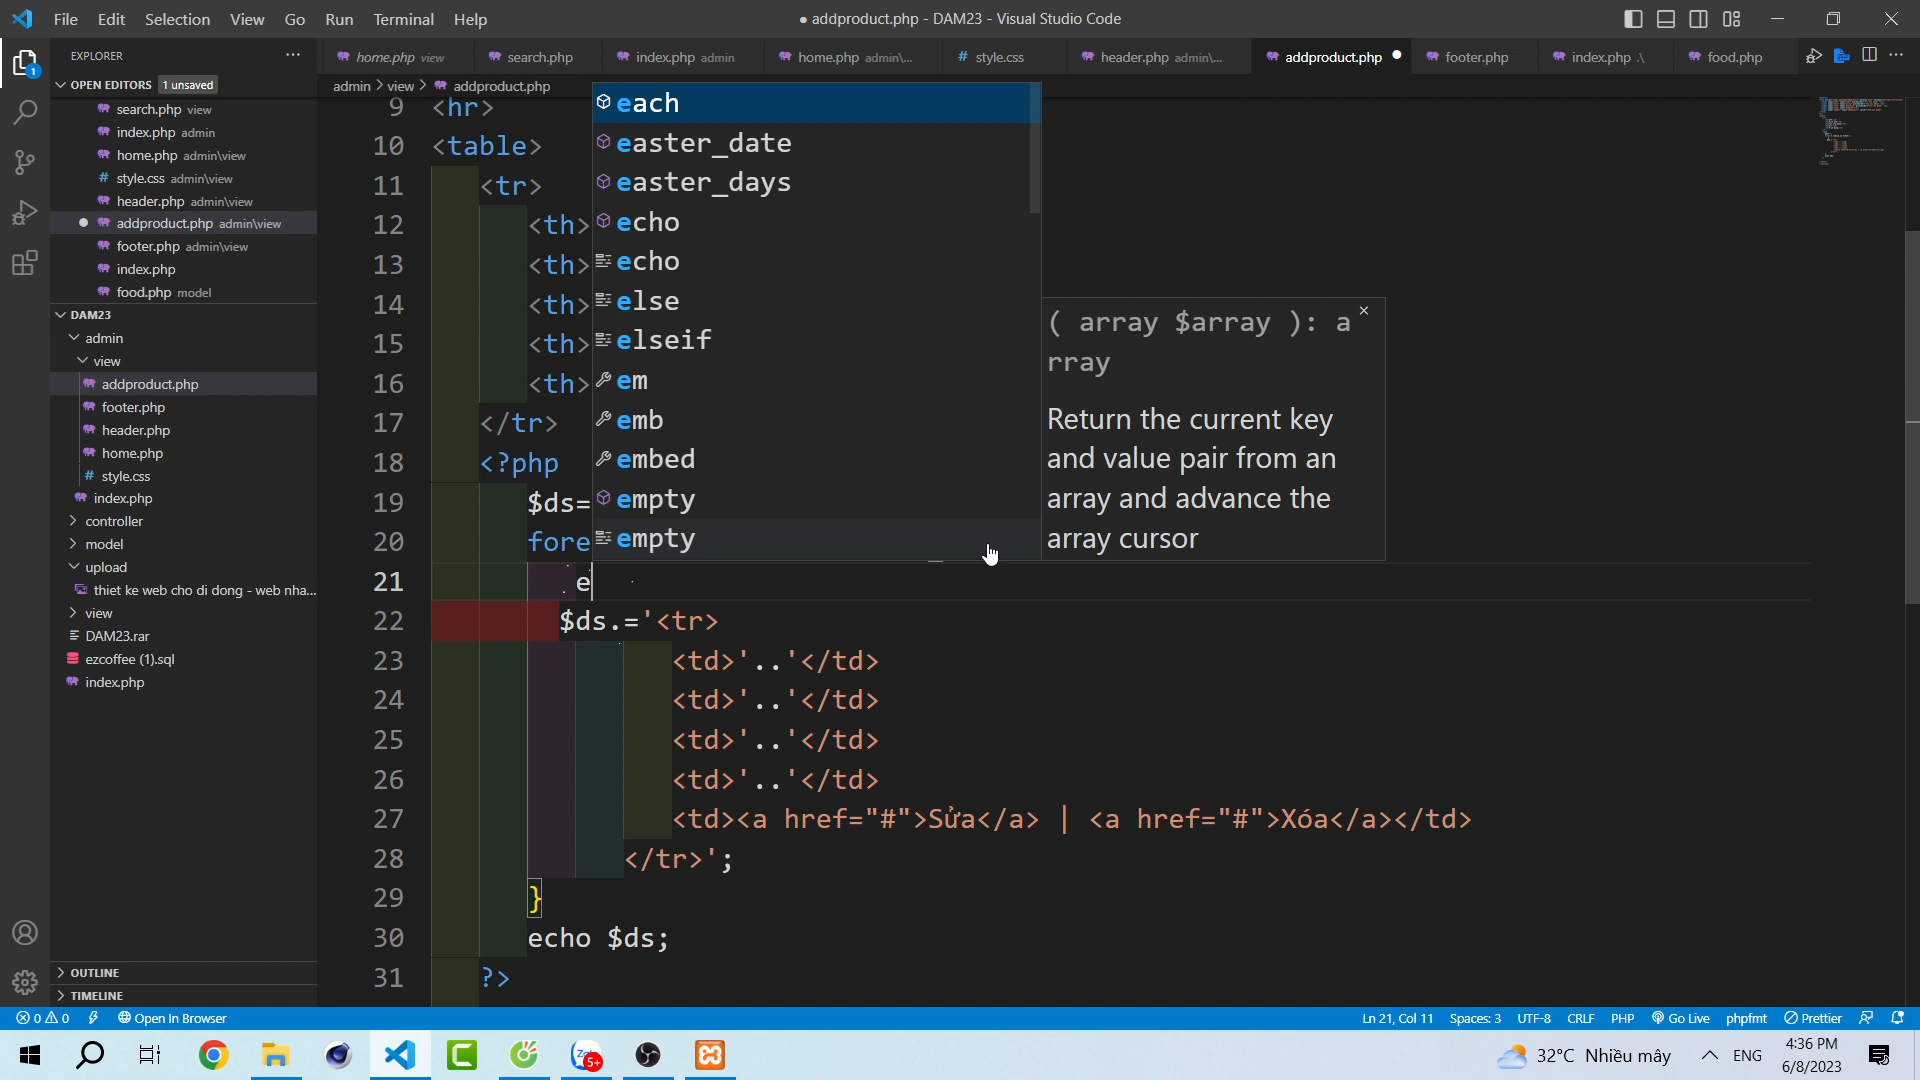 File Edit Selection View Go Run Terminal Help
● addproduct.php - DAM23 - Visual Studio Code
EXPLORER
home.php view
search.php
index.php admin
home.php admin\...
style.css
header.php admin\...
addproduct.php
footer.php
index.php .\
food.php
OPEN EDITORS 1 unsaved
admin > view > addproduct.php
search.php view
index.php admin
home.php admin\view
style.css admin\view
header.php admin\view
addproduct.php admin\view
footer.php admin\view
index.php
food.php model
DAM23
admin
view
addproduct.php
footer.php
header.php
home.php
style.css
index.php
controller
model
upload
thiet ke web cho di dong - web nha...
view
DAM23.rar
ezcoffee (1).sql
index.php
OUTLINE
TIMELINE
9 <hr>
10 <table>
11 <tr>
12 <th>
13 <th>
14 <th>
15 <th>
16 <th>
17 </tr>
18 <?php
19 $ds=
20 fore
21 e
22 $ds.='<tr>
23 <td>'..'</td>
24 <td>'..'</td>
25 <td>'..'</td>
26 <td>'..'</td>
27 <td><a href="#">Sửa</a> | <a href="#">Xóa</a></td>
28 </tr>';
29 }
30 echo $ds;
31 ?>
each
easter_date
easter_days
echo
echo
else
elseif
em
emb
embed
empty
empty
( array $array ): a
rray
Return the current key
and value pair from an
array and advance the
array cursor
0 0 Open In Browser
Ln 21, Col 11 Spaces: 3 UTF-8 CRLF PHP Go Live phpfmt Prettier
5+
32°C Nhiều mây
ENG
4:36 PM
6/8/2023